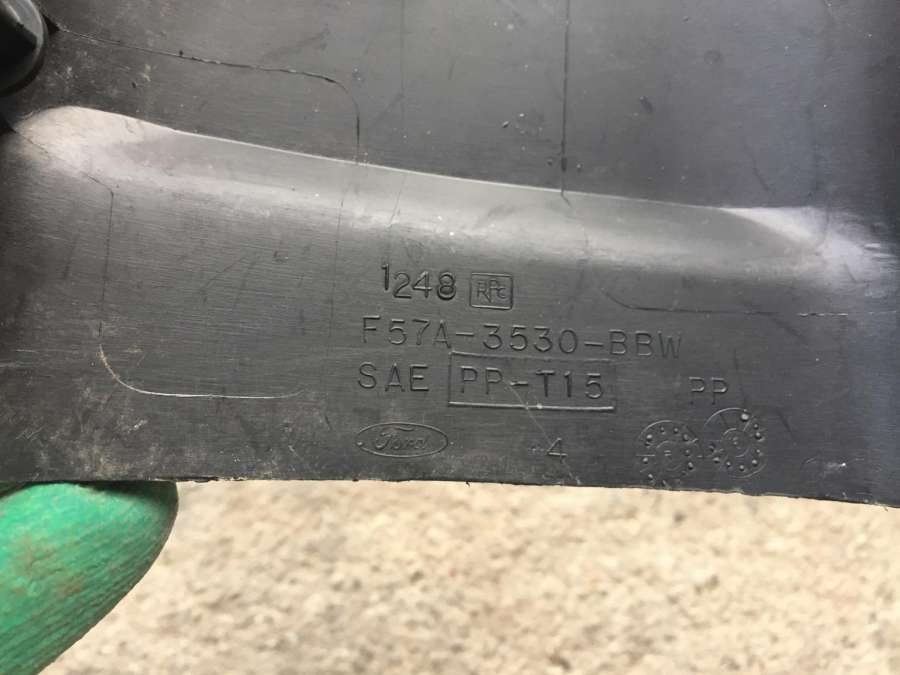 1248 RPC
F57A-3530-BBW
SAE PP-T15 PP
Ford 4